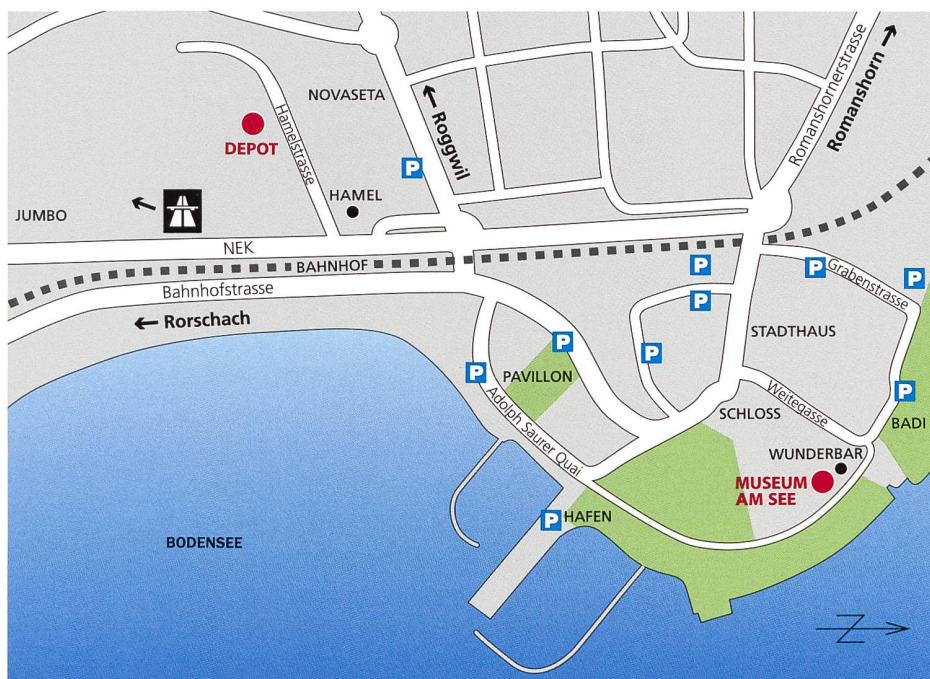 Romanshornerstrasse
Romanshorn
NOVASETA
Hamelstrasse
DEPOT
Roggwil
P
HAMEL
JUMBO
NEK
BAHNHOF
Bahnhofstrasse
Rorschach
P
P
P
P
Grabenstrasse
STADTHAUS
P
P
P
PAVILLON
P
Adolph Saurer Quai
SCHLOSS
Weitegasse
P
BADI
WUNDERBAR
MUSEUM
AM SEE
P
HAFEN
BODENSEE
N